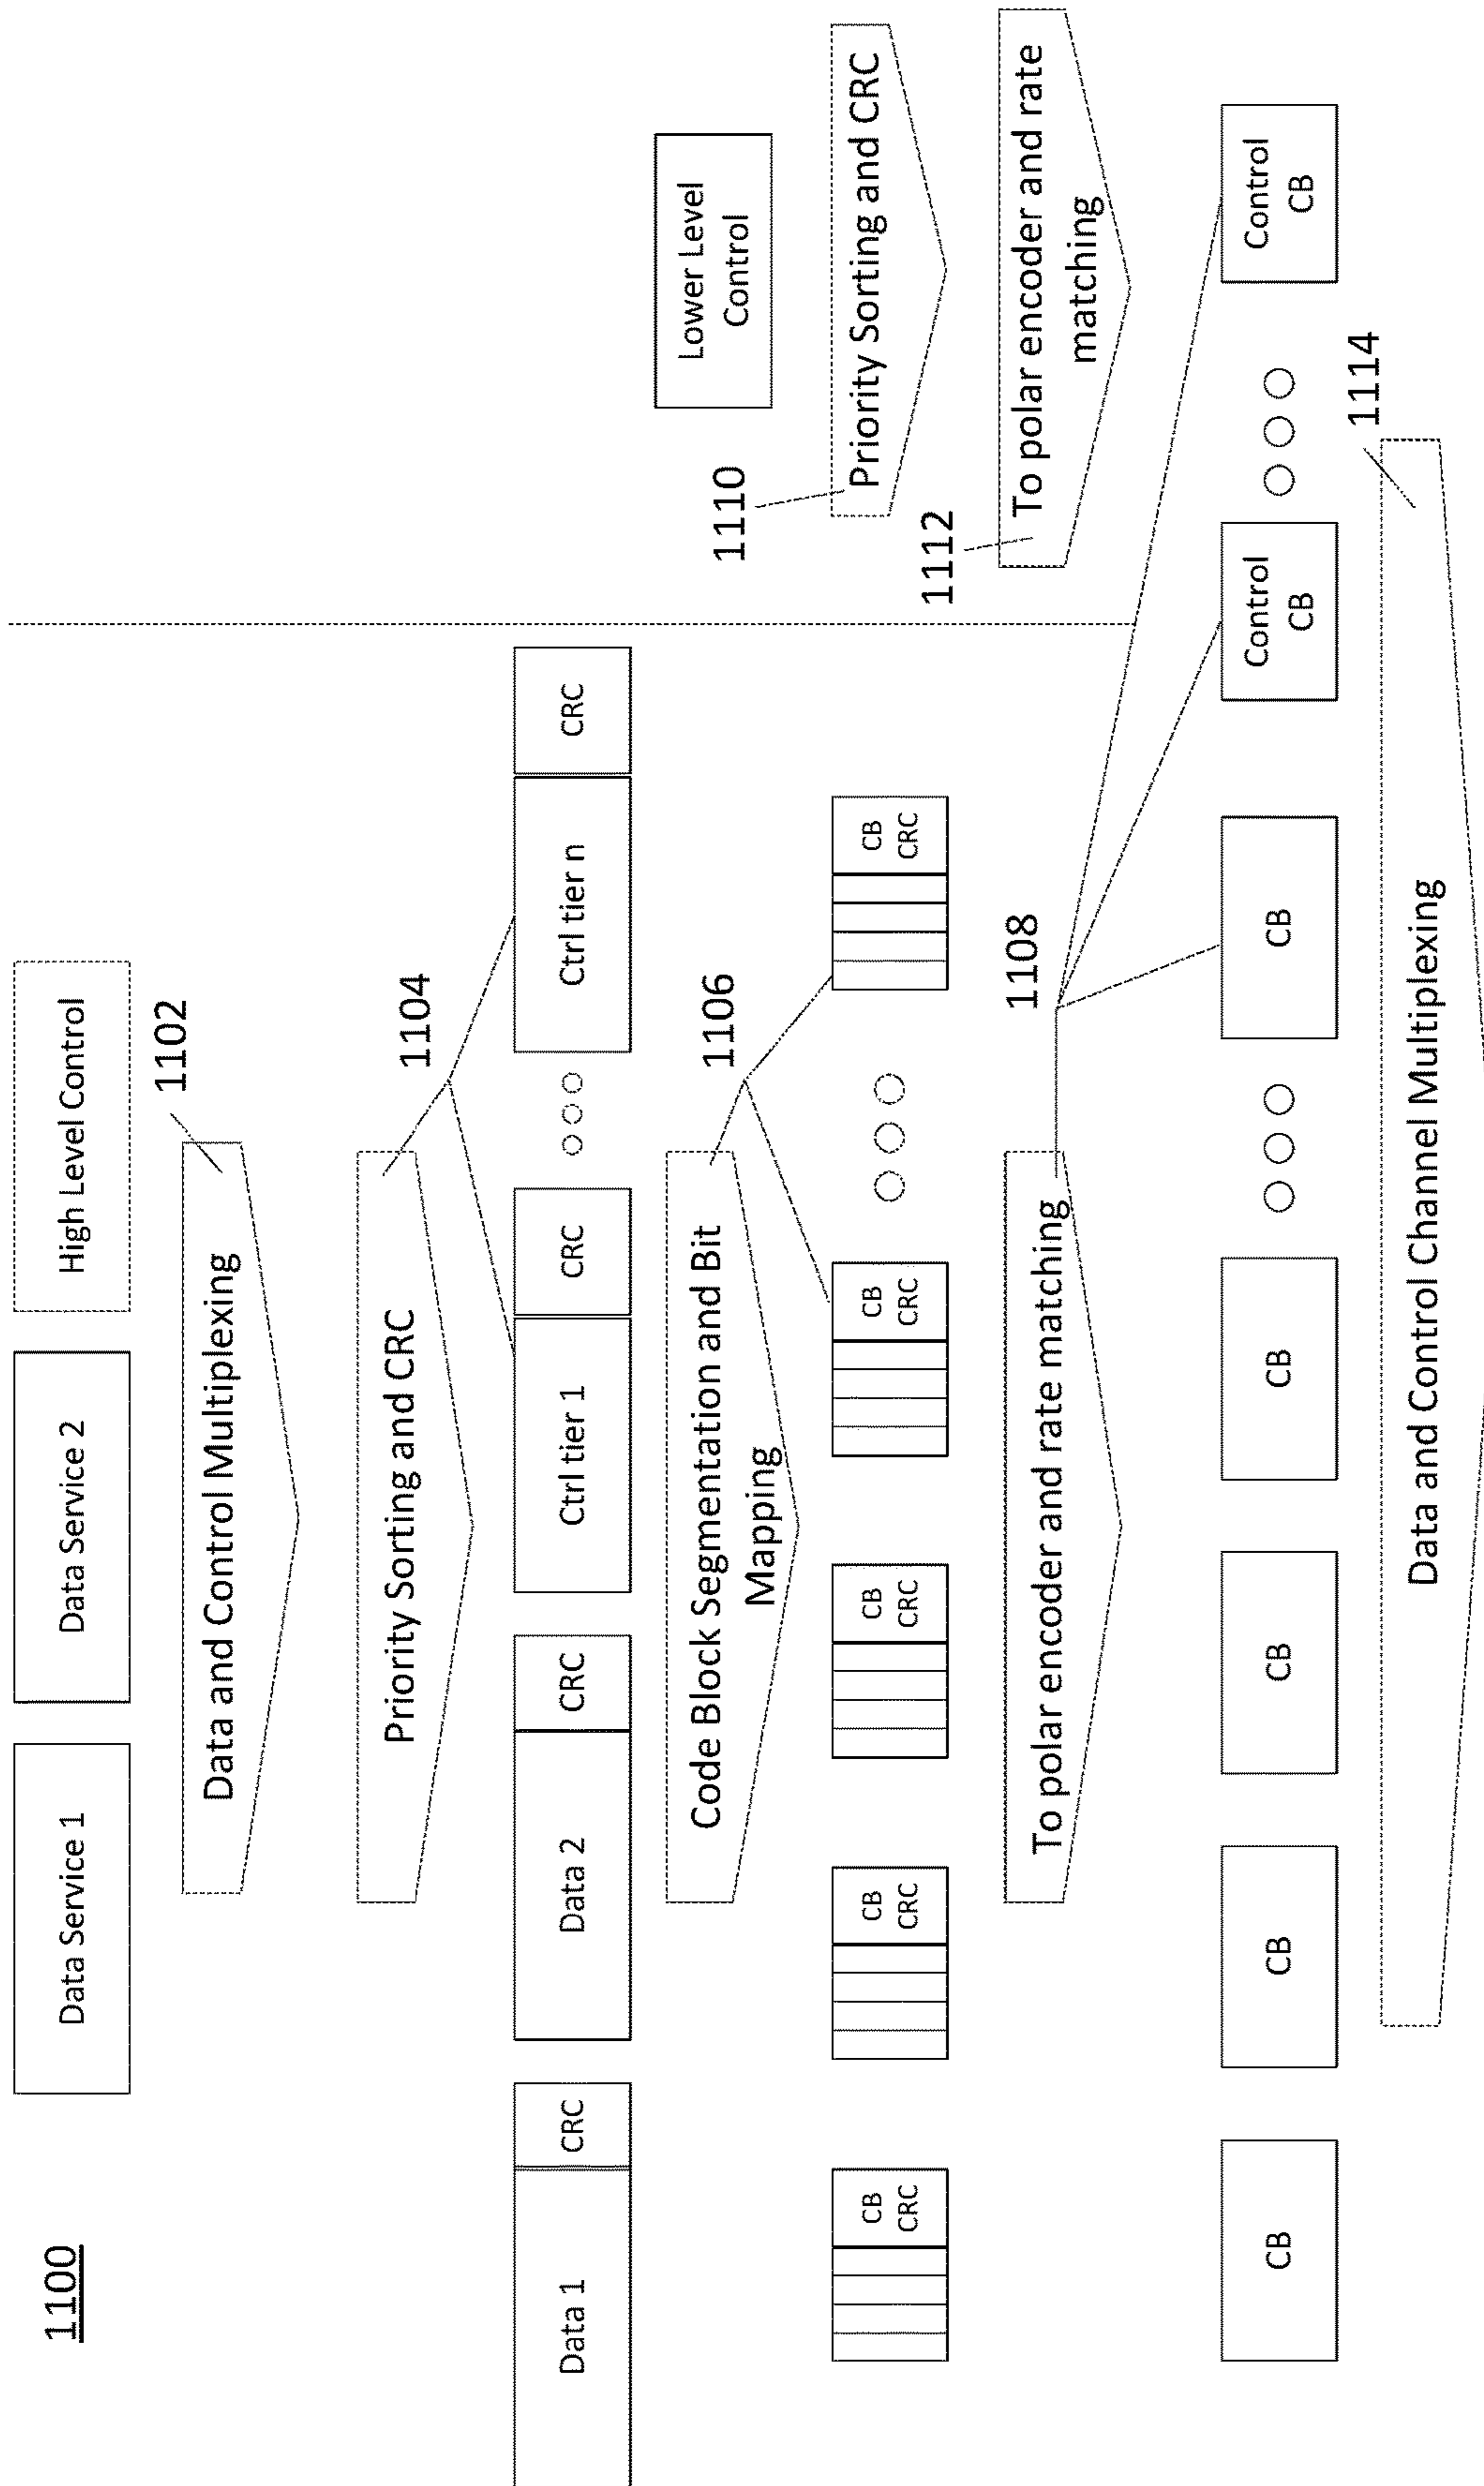 1100
Data Service 1
Data Service 2
High Level Control
Data and Control Multiplexing
1102
Priority Sorting and CRC
1104
Data 1
CRC
Data 2
CRC
Ctrl tier 1
CRC
Ctrl tier n
CRC
Code Block Segmentation and Bit
Mapping
1106
CB
CRC
CB
CRC
CB
CRC
CB
CRC
CB
CRC
To polar encoder and rate matching
1108
Lower Level
Control
1110
Priority Sorting and CRC
1112
To polar encoder and rate
matching
CB
CB
CB
CB
CB
Control
CB
Control
CB
1114
Data and Control Channel Multiplexing